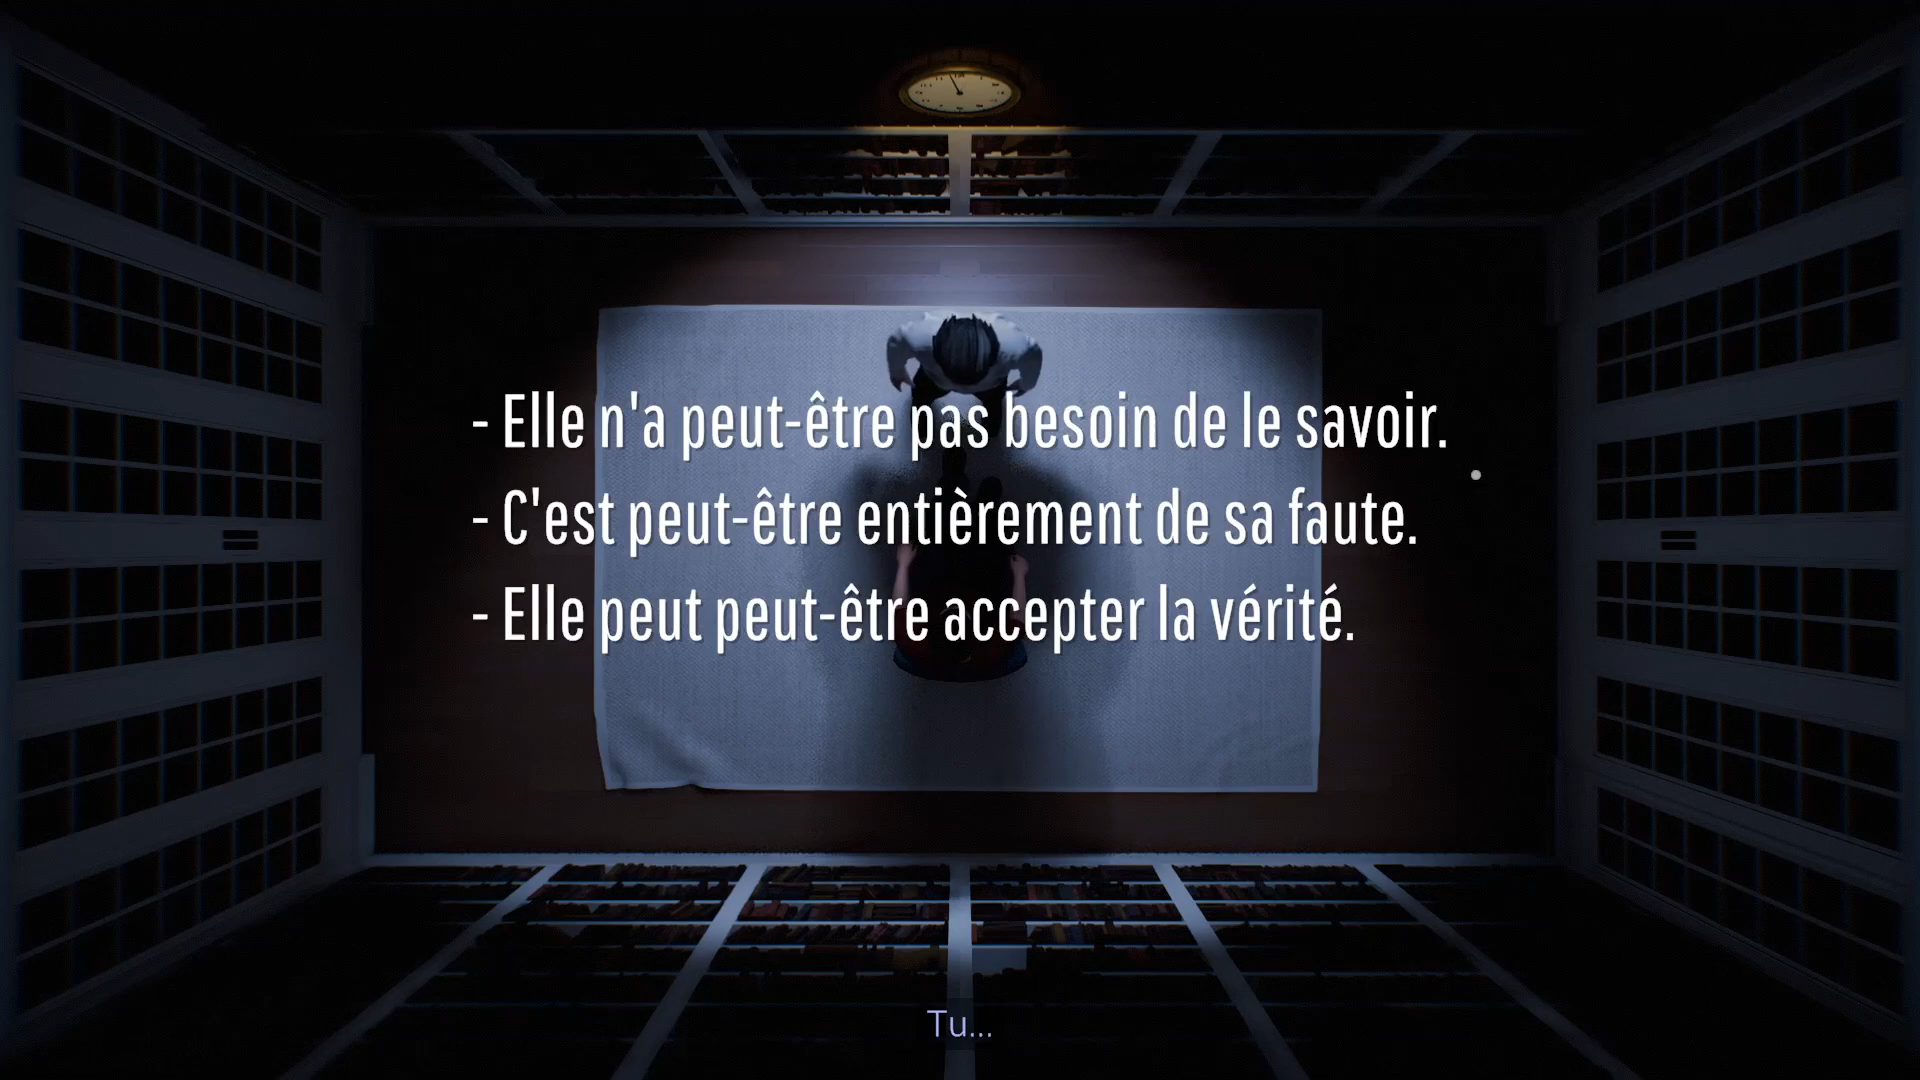 - Elle n'a peut-être pas besoin de le savoir.
- C'est peut-être entièrement de sa faute.
- Elle peut peut-être accepter la vérité.
Tu...